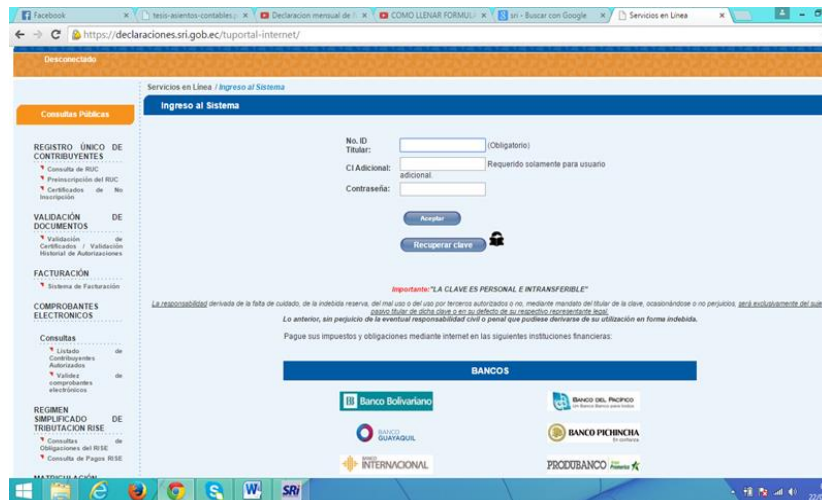 Facebook
tesis-asientos-contables.p
Declaracion mensual de I
COMO LLENAR FORMUL
sri - Buscar con Google
Servicios en Linea
https://declaraciones.sri.gob.ec/tuportal-internet/
Desconectado
Servicios en Línea / Ingreso al Sistema
Ingreso al Sistema
Consultas Públicas
REGISTRO ÚNICO DE
CONTRIBUYENTES
Consulta de RUC
Preinscripción del RUC
Certificados de No
Inscripción
VALIDACIÓN DE
DOCUMENTOS
Validación de
Certificados / Validación
Historial de Autorizaciones
FACTURACIÓN
Sistema de Facturación
COMPROBANTES
ELECTRONICOS
Consultas
Listado de
Contribuyentes
Autorizados
Validez de
comprobantes
electrónicos
REGIMEN
SIMPLIFICADO DE
TRIBUTACION RISE
Consultas de
Obligaciones del RISE
Consulta de Pagos RISE
MATRICULACIÓN
No. ID
Titular:
(Obligatorio)
CI Adicional:
Requerido solamente para usuario
adicional.
Contraseña:
Aceptar
Recuperar clave
Importante:"LA CLAVE ES PERSONAL E INTRANSFERIBLE"
La responsabilidad derivada de la falta de cuidado, de la indebida reserva, del mal uso o del uso por terceros autorizados o no, mediante mandato del titular de la clave, ocasionándose o no perjuicios, será exclusivamente del suje
pasivo titular de dicha clave o en su defecto de su respectivo representante legal.
Lo anterior, sin perjuicio de la eventual responsabilidad civil o penal que pudiese derivarse de su utilización en forma indebida.
Pague sus impuestos y obligaciones mediante internet en las siguientes instituciones financieras:
BANCOS
Banco Bolivariano
BANCO DEL PACIFICO
BANCO
GUAYAQUIL
BANCO PICHINCHA
En confianza.
BANCO
INTERNACIONAL
PRODUBANCO
SRi